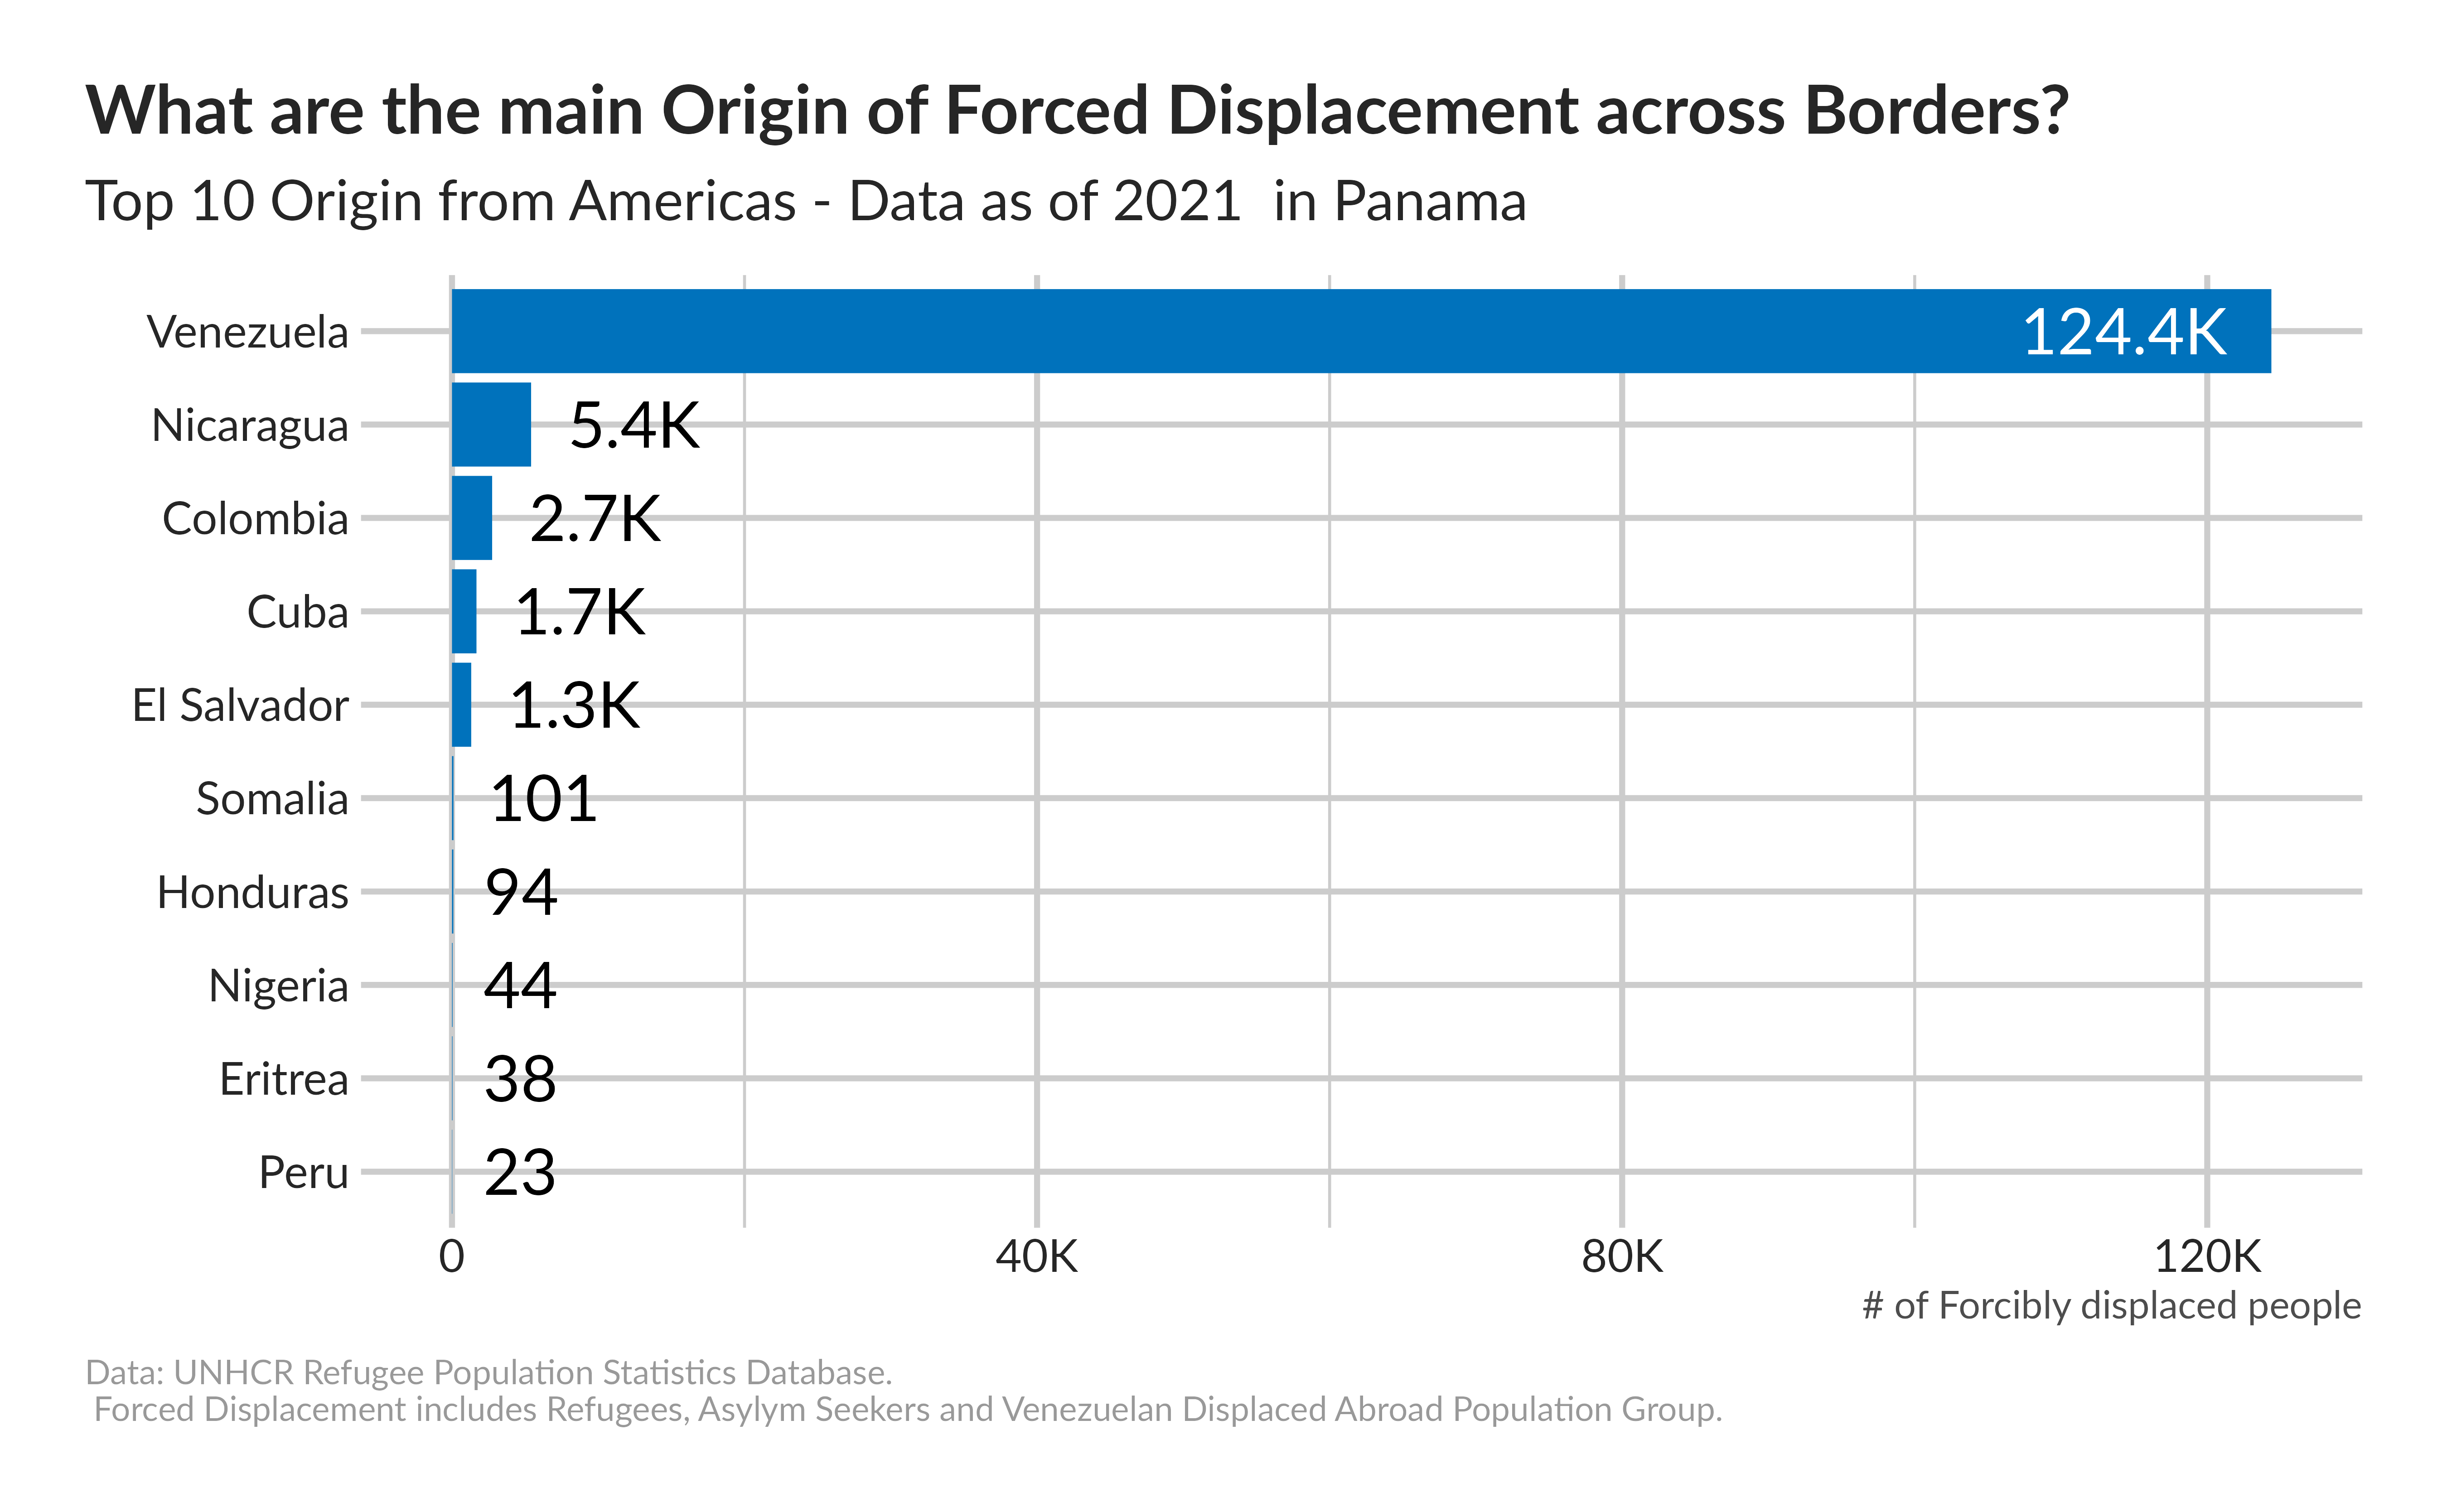 What are the main Origin of Forced Displacement across Borders?
Top 10 Origin from Americas - Data as of 2021  in Panama
Venezuela 124.4K
Nicaragua 5.4K
Colombia 2.7K
Cuba 1.7K
El Salvador 1.3K
Somalia 101
Honduras 94
Nigeria 44
Eritrea 38
Peru 23
0 40K 80K 120K
# of Forcibly displaced people
Data: UNHCR Refugee Population Statistics Database.
Forced Displacement includes Refugees, Asylym Seekers and Venezuelan Displaced Abroad Population Group.